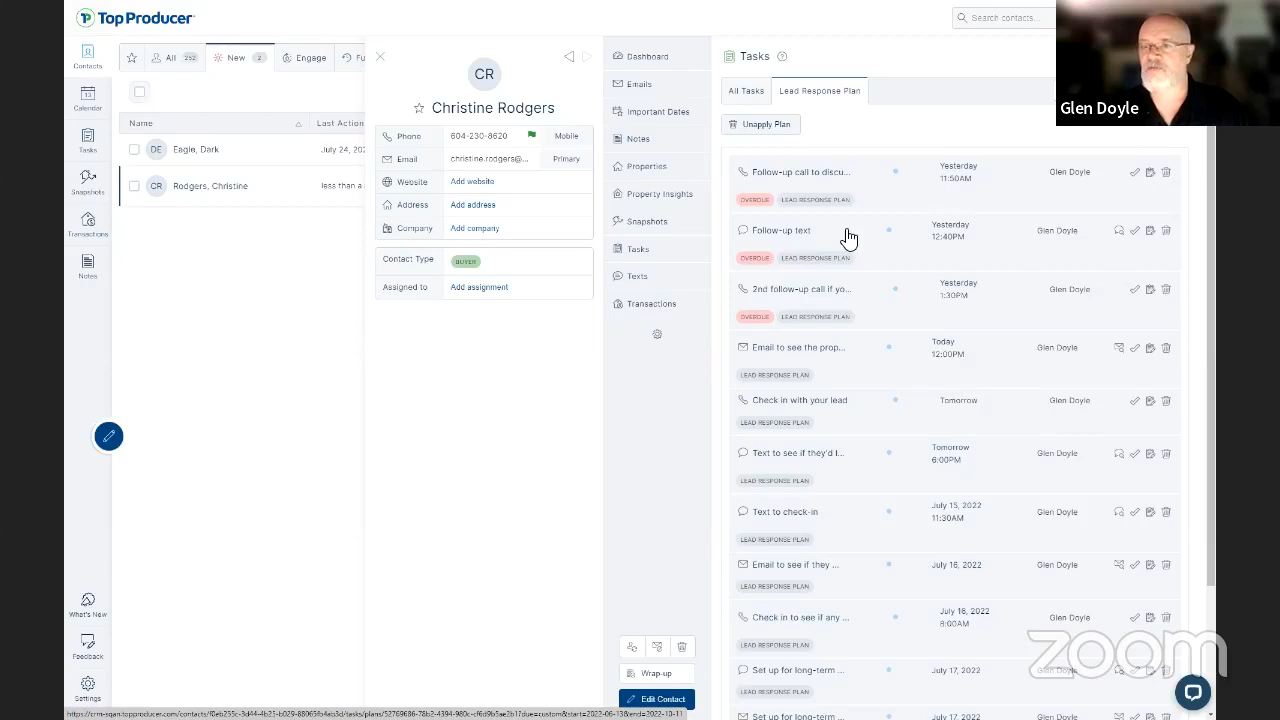 Top Producer
Search contacts...
Glen Doyle
Contacts
All 252
New 2
Engage
Fu
13
Calendar
Tasks
Snapshots
Transactions
Notes
What's New
Feedback
Settings
Name
Last Action
DE Eagle, Dark
July 24, 202
CR Rodgers, Christine
less than a
CR
Christine Rodgers
Phone 604-230-8620 Mobile
Email christine.rodgers@... Primary
Website Add website
Address Add address
Company Add company
Contact Type BUYER
Assigned to Add assignment
Dashboard
Emails
Important Dates
Notes
Properties
Property Insights
Snapshots
Tasks
Texts
Transactions
Wrap-up
Edit Contact
Tasks
All Tasks
Lead Response Plan
Unapply Plan
Follow-up call to discu...
Yesterday
11:50AM
Glen Doyle
OVERDUE LEAD RESPONSE PLAN
Follow-up text
Yesterday
12:40PM
Glen Doyle
OVERDUE LEAD RESPONSE PLAN
2nd follow-up call if yo...
Yesterday
1:30PM
Glen Doyle
OVERDUE LEAD RESPONSE PLAN
Email to see the prop...
Today
12:00PM
Glen Doyle
LEAD RESPONSE PLAN
Check in with your lead
Tomorrow
Glen Doyle
LEAD RESPONSE PLAN
Text to see if they'd l...
Tomorrow
6:00PM
Glen Doyle
LEAD RESPONSE PLAN
Text to check-in
July 15, 2022
11:30AM
Glen Doyle
LEAD RESPONSE PLAN
Email to see if they ...
July 16, 2022
Glen Doyle
LEAD RESPONSE PLAN
Check in to see if any ...
July 16, 2022
8:00AM
Glen Doyle
LEAD RESPONSE PLAN
Set up for long-term ...
July 17, 2022
Glen Doyle
LEAD RESPONSE PLAN
Set up for long-term ...
zoom